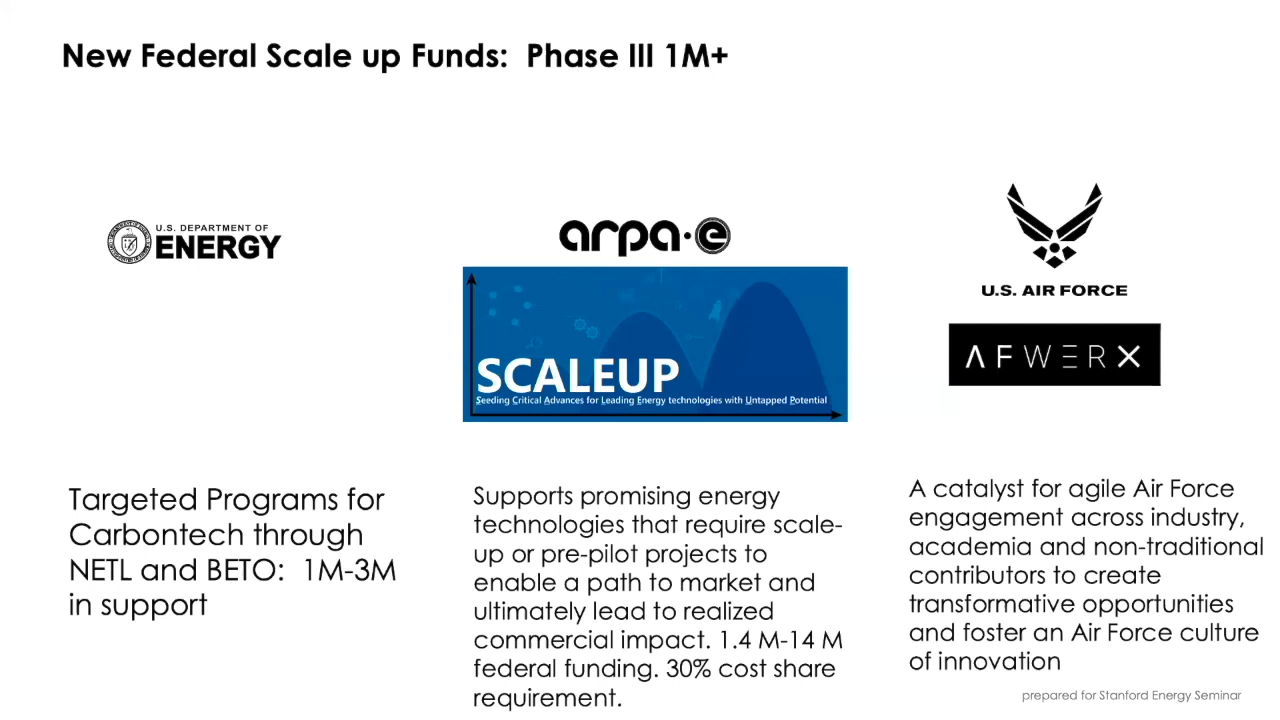 New Federal Scale up Funds:  Phase III 1M+
U.S. DEPARTMENT OF
ENERGY
Targeted Programs for
Carbontech through
NETL and BETO:  1M-3M
in support
arpa·e
SCALEUP
Seeding Critical Advances for Leading Energy technologies with Untapped Potential
Supports promising energy
technologies that require scale-
up or pre-pilot projects to
enable a path to market and
ultimately lead to realized
commercial impact. 1.4 M-14 M
federal funding. 30% cost share
requirement.
U.S. AIR FORCE
AFWERX
A catalyst for agile Air Force
engagement across industry,
academia and non-traditional
contributors to create
transformative opportunities
and foster an Air Force culture
of innovation
prepared for Stanford Energy Seminar